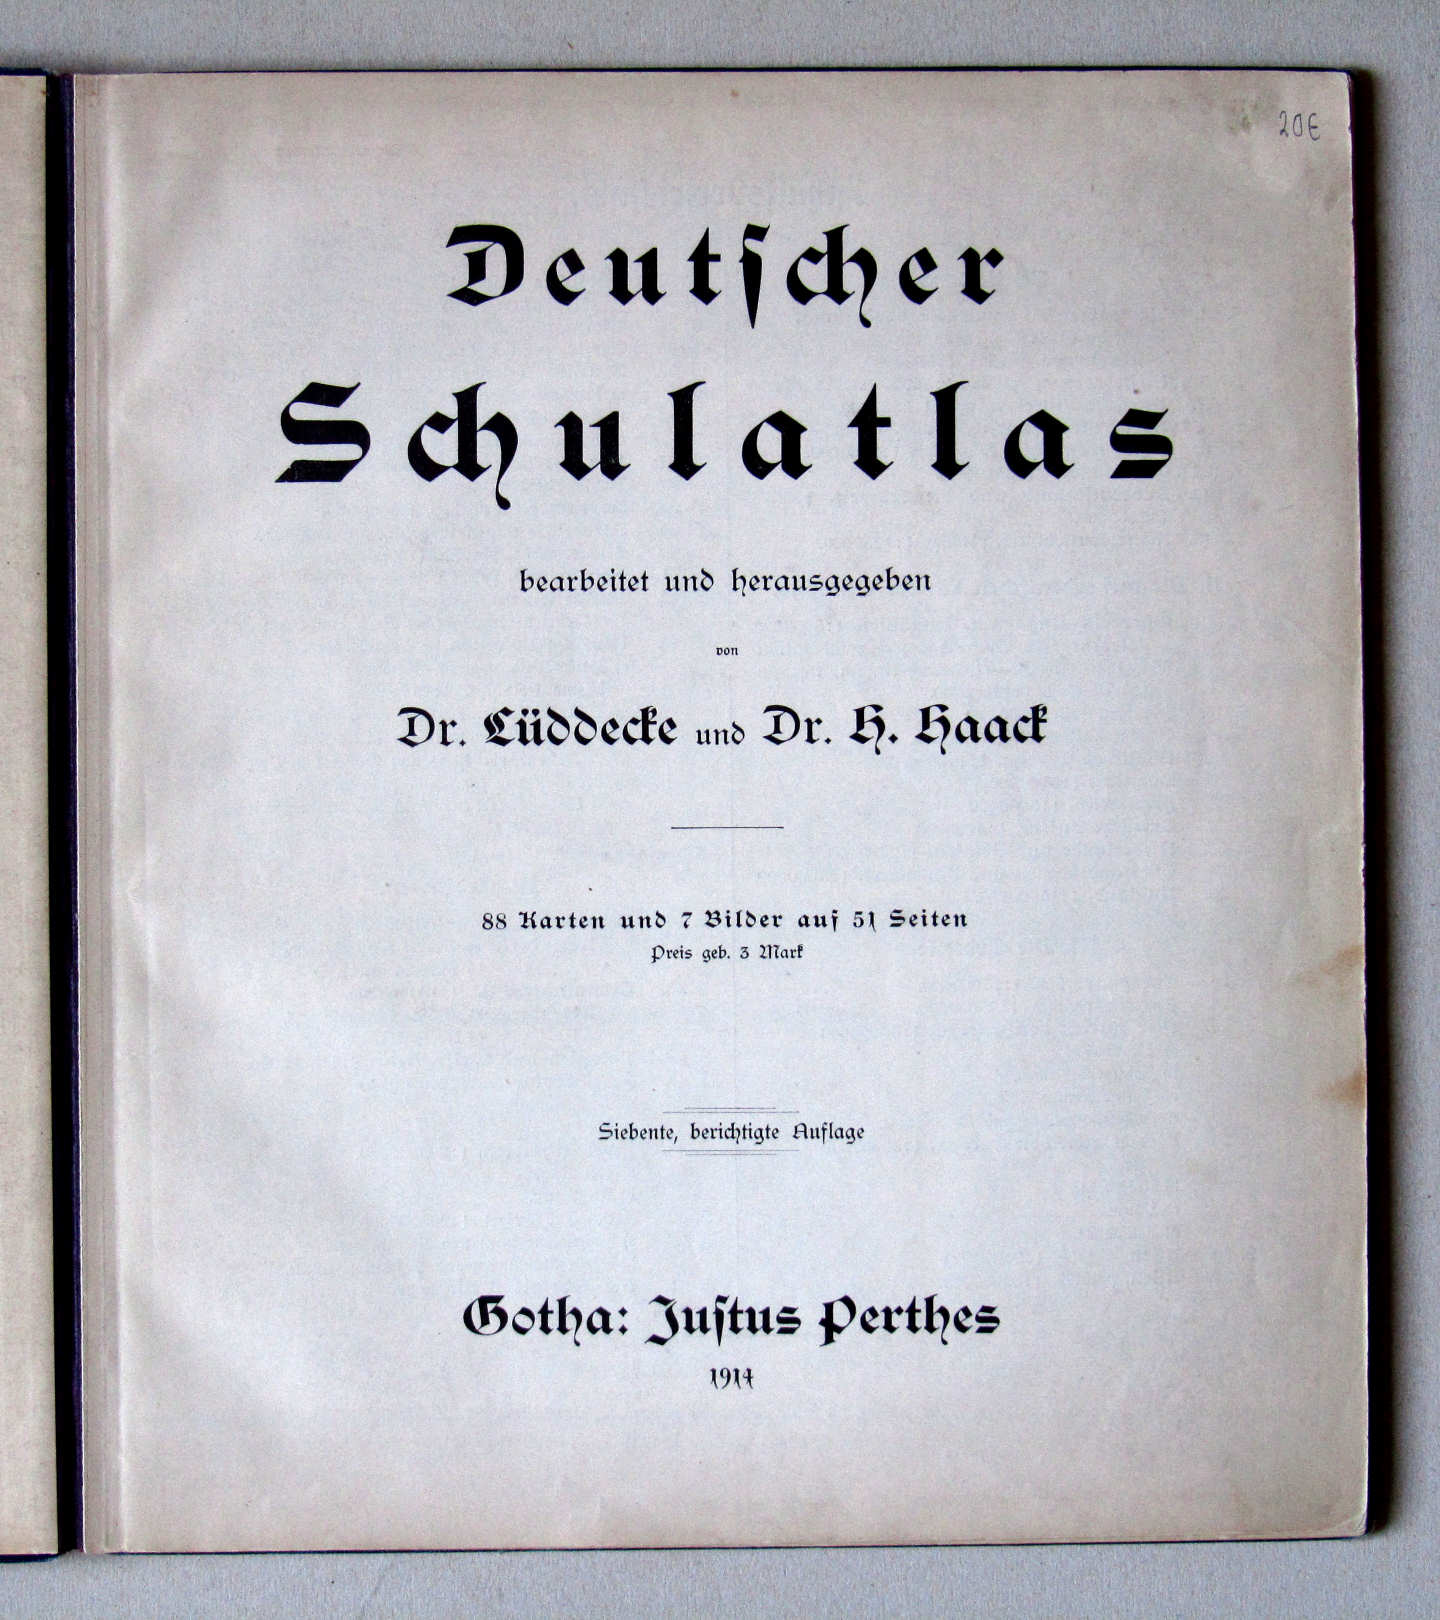 20€
Deutſcher
Schulatlas
bearbeitet und herausgegeben
von
Dr. Lüddecke und Dr. H. Haack
88 Karten und 7 Bilder auf 51 Seiten
Preis geb. 3 Mark
Siebente, berichtigte Auflage
Gotha: Juſtus Perthes
1914